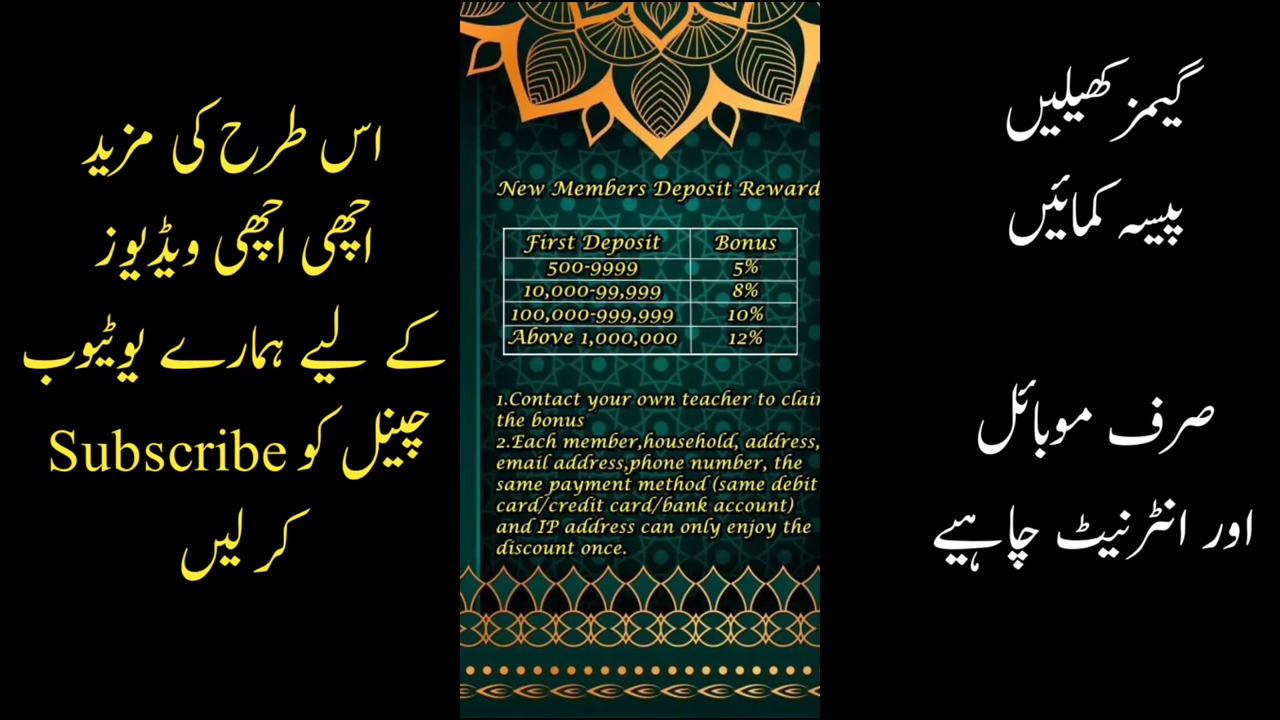 اس طرح کی مزید
اچھی اچھی ویڈیوز
کے لیے ہمارے یوٹیوب
چینل کو Subscribe
کر لیں
New Members Deposit Reward
First Deposit Bonus
500-9999 5%
10,000-99,999 8%
100,000-999,999 10%
Above 1,000,000 12%
1.Contact your own teacher to clai
the bonus
2.Each member,household, address,
email address,phone number, the
same payment method (same debit
card/credit card/bank account)
and IP address can only enjoy the
discount once.
گیمز کھیلیں
پیسہ کمائیں
صرف موبائل
اور انٹرنیٹ چاہیے